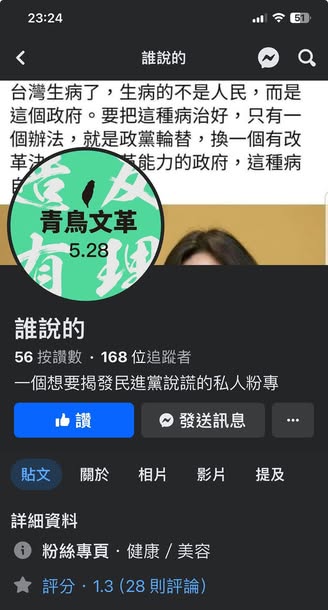 23:24
51
誰說的
台灣生病了，生病的不是人民，而是
這個政府。要把這種病治好，只有一
個辦法，就是政黨輪替，換一個有改
革決
革能力的政府，這種病
造反
有理
青鳥文革
5.28
誰說的
56 按讚數 · 168 位追蹤者
一個想要揭發民進黨說謊的私人粉專
讚
發送訊息
貼文 關於 相片 影片 提及
詳細資料
粉絲專頁 · 健康 / 美容
評分 · 1.3 (28 則評論)